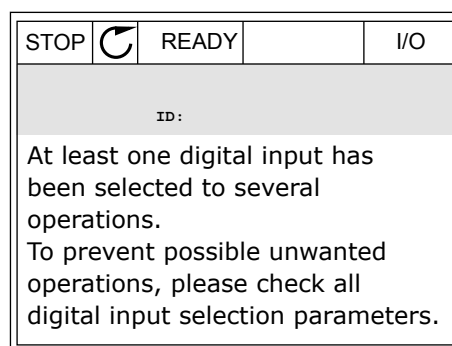 STOP READY I/O
ID:
At least one digital input has
been selected to several
operations.
To prevent possible unwanted
operations, please check all
digital input selection parameters.